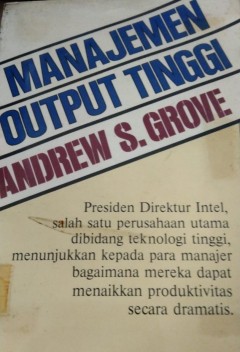 MANAJEMEN
OUTPUT TINGGI
ANDREW S. GROVE
Presiden Direktur Intel,
salah satu perusahaan utama
dibidang teknologi tinggi,
menunjukkan kepada para manajer
bagaimana mereka dapat
menaikkan produktivitas
secara dramatis.